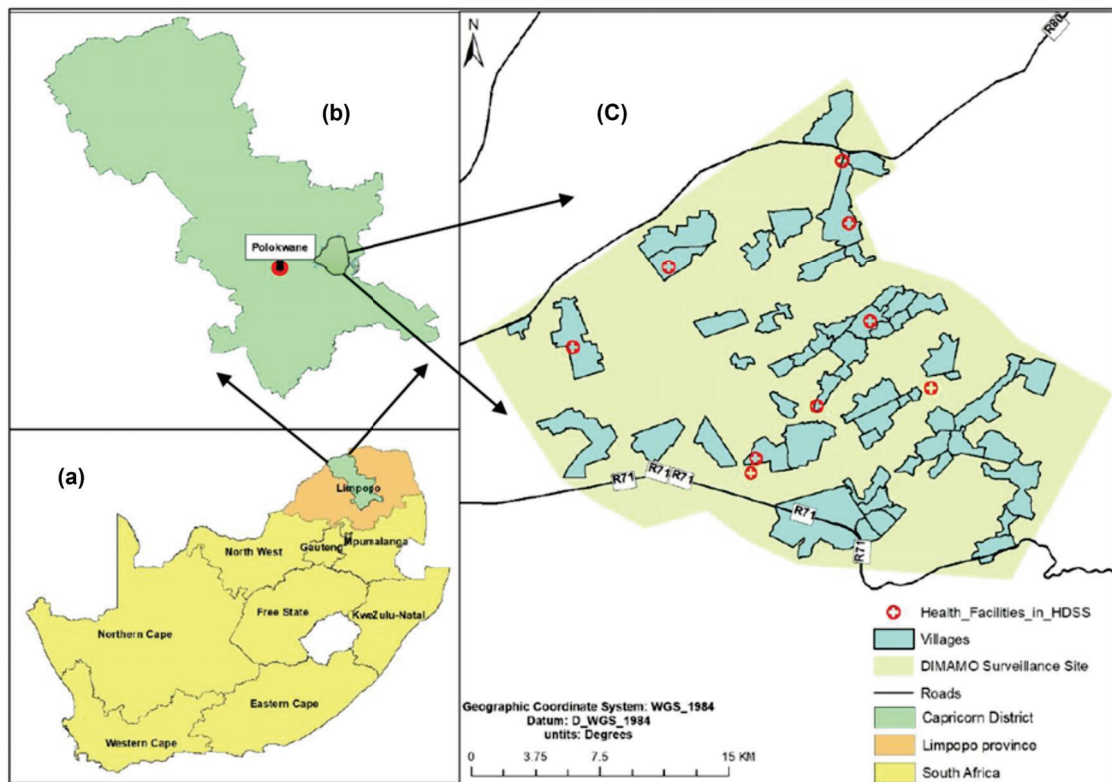 (b)
Polokwane
(a)
Limpopo
North West
Gauteng
Mpumalanga
Free State
KwaZulu-Natal
Northern Cape
Eastern Cape
Western Cape
N
(C)
R80
R71
R71
R71
R71
R71
Health_Facilities_in_HDSS
Villages
DIMAMO Surveillance Site
Roads
Capricorn District
Limpopo province
South Africa
Geographic Coordinate System: WGS_1984
Datum: D_WGS_1984
untits: Degrees
0 3.75 7.5 15 KM